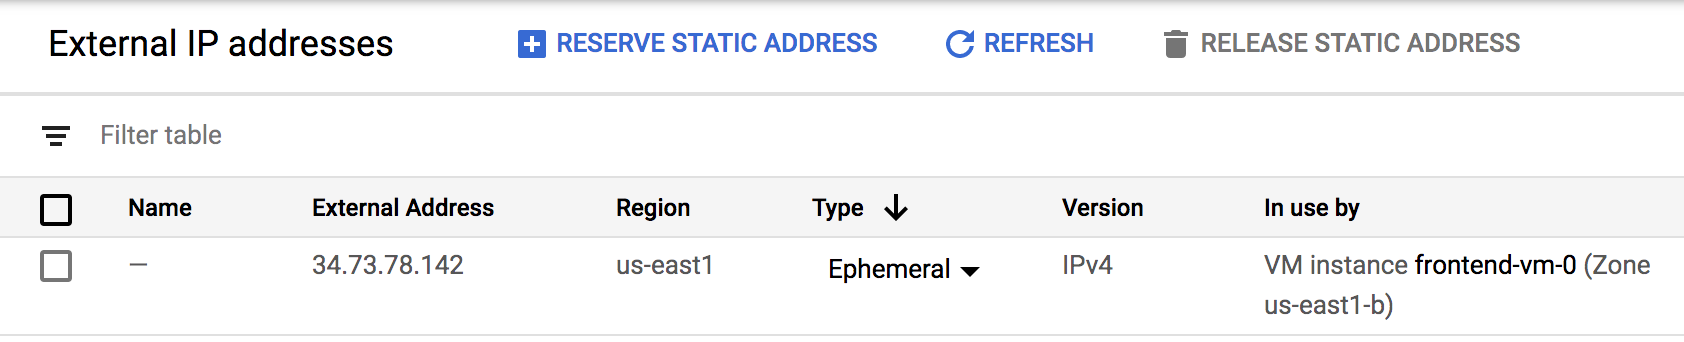 External IP addresses RESERVE STATIC ADDRESS REFRESH RELEASE STATIC ADDRESS
Filter table
Name External Address Region Type Version In use by
— 34.73.78.142 us-east1 Ephemeral IPv4 VM instance frontend-vm-0 (Zone
us-east1-b)